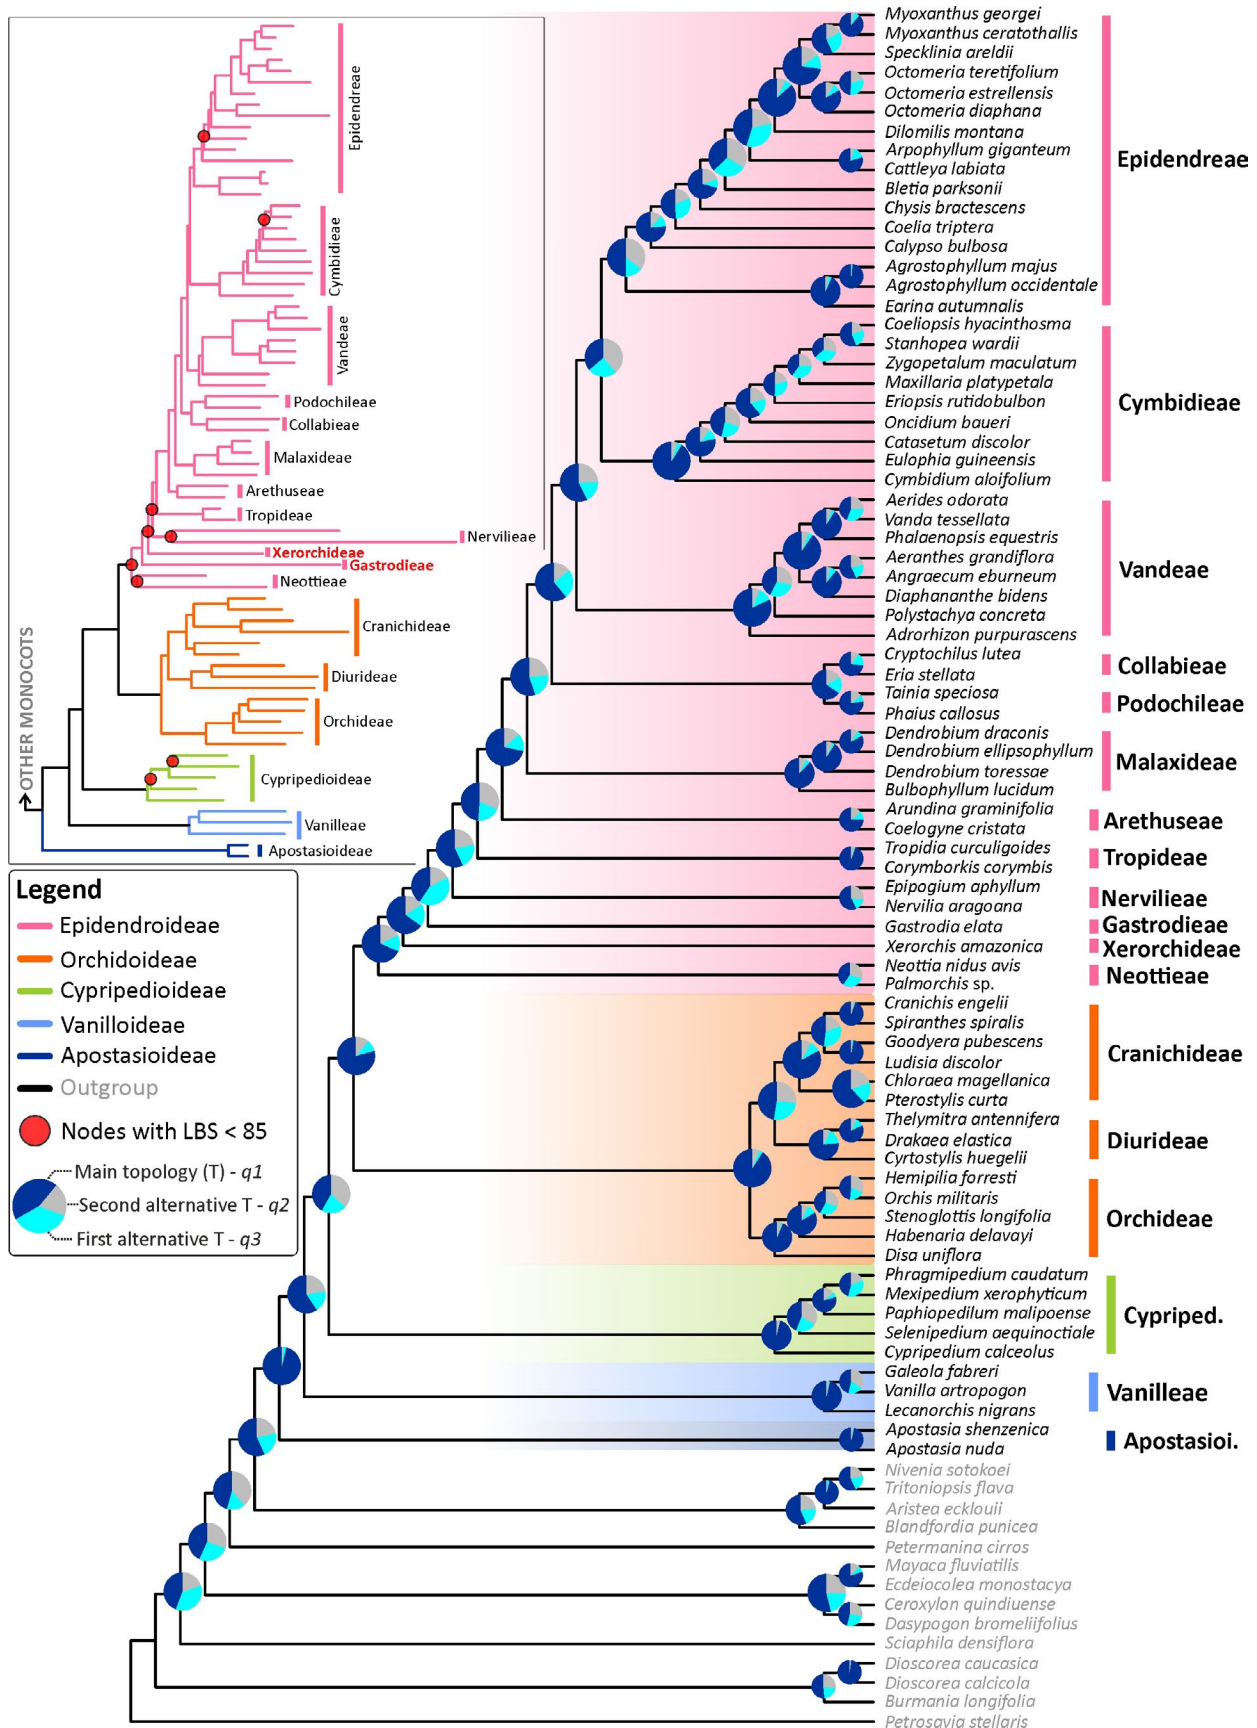 Epidendreae
Cymbidieae
Vandeae
Podochileae
Collabieae
Malaxideae
Arethuseae
Tropideae
Nervilieae
Xerorchideae
Gastrodieae
Neottieae
Cranichideae
Diurideae
Orchideae
Cypripedioideae
Vanilleae
Apostasioideae
OTHER MONOCOTS
Legend
Epidendroideae
Orchidoideae
Cypripedioideae
Vanilloideae
Apostasioideae
Outgroup
Nodes with LBS < 85
Main topology (T) - q1
Second alternative T - q2
First alternative T - q3
Myoxanthus georgei
Myoxanthus ceratothallis
Specklinia areldii
Octomeria teretifolium
Octomeria estrellensis
Octomeria diaphana
Dilomilis montana
Arpophyllum giganteum
Cattleya labiata
Bletia parksonii
Chysis bractescens
Coelia triptera
Calypso bulbosa
Agrostophyllum majus
Agrostophyllum occidentale
Earina autumnalis
Coeliopsis hyacinthosma
Stanhopea wardii
Zygopetalum maculatum
Maxillaria platypetala
Eriopsis rutidobulbon
Oncidium baueri
Catasetum discolor
Eulophia guineensis
Cymbidium aloifolium
Aerides odorata
Vanda tessellata
Phalaenopsis equestris
Aeranthes grandiflora
Angraecum eburneum
Diaphananthe bidens
Polystachya concreta
Adrorhizon purpurascens
Cryptochilus lutea
Eria stellata
Tainia speciosa
Phaius callosus
Dendrobium draconis
Dendrobium ellipsophyllum
Dendrobium toressae
Bulbophyllum lucidum
Arundina graminifolia
Coelogyne cristata
Tropidia curculigoides
Corymborkis corymbis
Epipogium aphyllum
Nervilia aragoana
Gastrodia elata
Xerorchis amazonica
Neottia nidus avis
Palmorchis sp.
Cranichis engelii
Spiranthes spiralis
Goodyera pubescens
Ludisia discolor
Chloraea magellanica
Pterostylis curta
Thelymitra antennifera
Drakaea elastica
Cyrtostylis huegelii
Hemipilia forresti
Orchis militaris
Stenoglottis longifolia
Habenaria delavayi
Disa uniflora
Phragmipedium caudatum
Mexipedium xerophyticum
Paphiopedilum malipoense
Selenipedium aequinoctiale
Cypripedium calceolus
Galeola fabreri
Vanilla artropogon
Lecanorchis nigrans
Apostasia shenzenica
Apostasia nuda
Nivenia sotokoei
Tritoniopsis flava
Aristea ecklouii
Blandfordia punicea
Petermanina cirros
Mayaca fluviatilis
Ecdeiocolea monostacya
Ceroxylon quindiuense
Dasypogon bromeliifolius
Sciaphila densiflora
Dioscorea caucasica
Dioscorea calcicola
Burmania longifolia
Petrosavia stellaris
Epidendreae
Cymbidieae
Vandeae
Collabieae
Podochileae
Malaxideae
Arethuseae
Tropideae
Nervilieae
Gastrodieae
Xerorchideae
Neottieae
Cranichideae
Diurideae
Orchideae
Cypriped.
Vanilleae
Apostasioi.